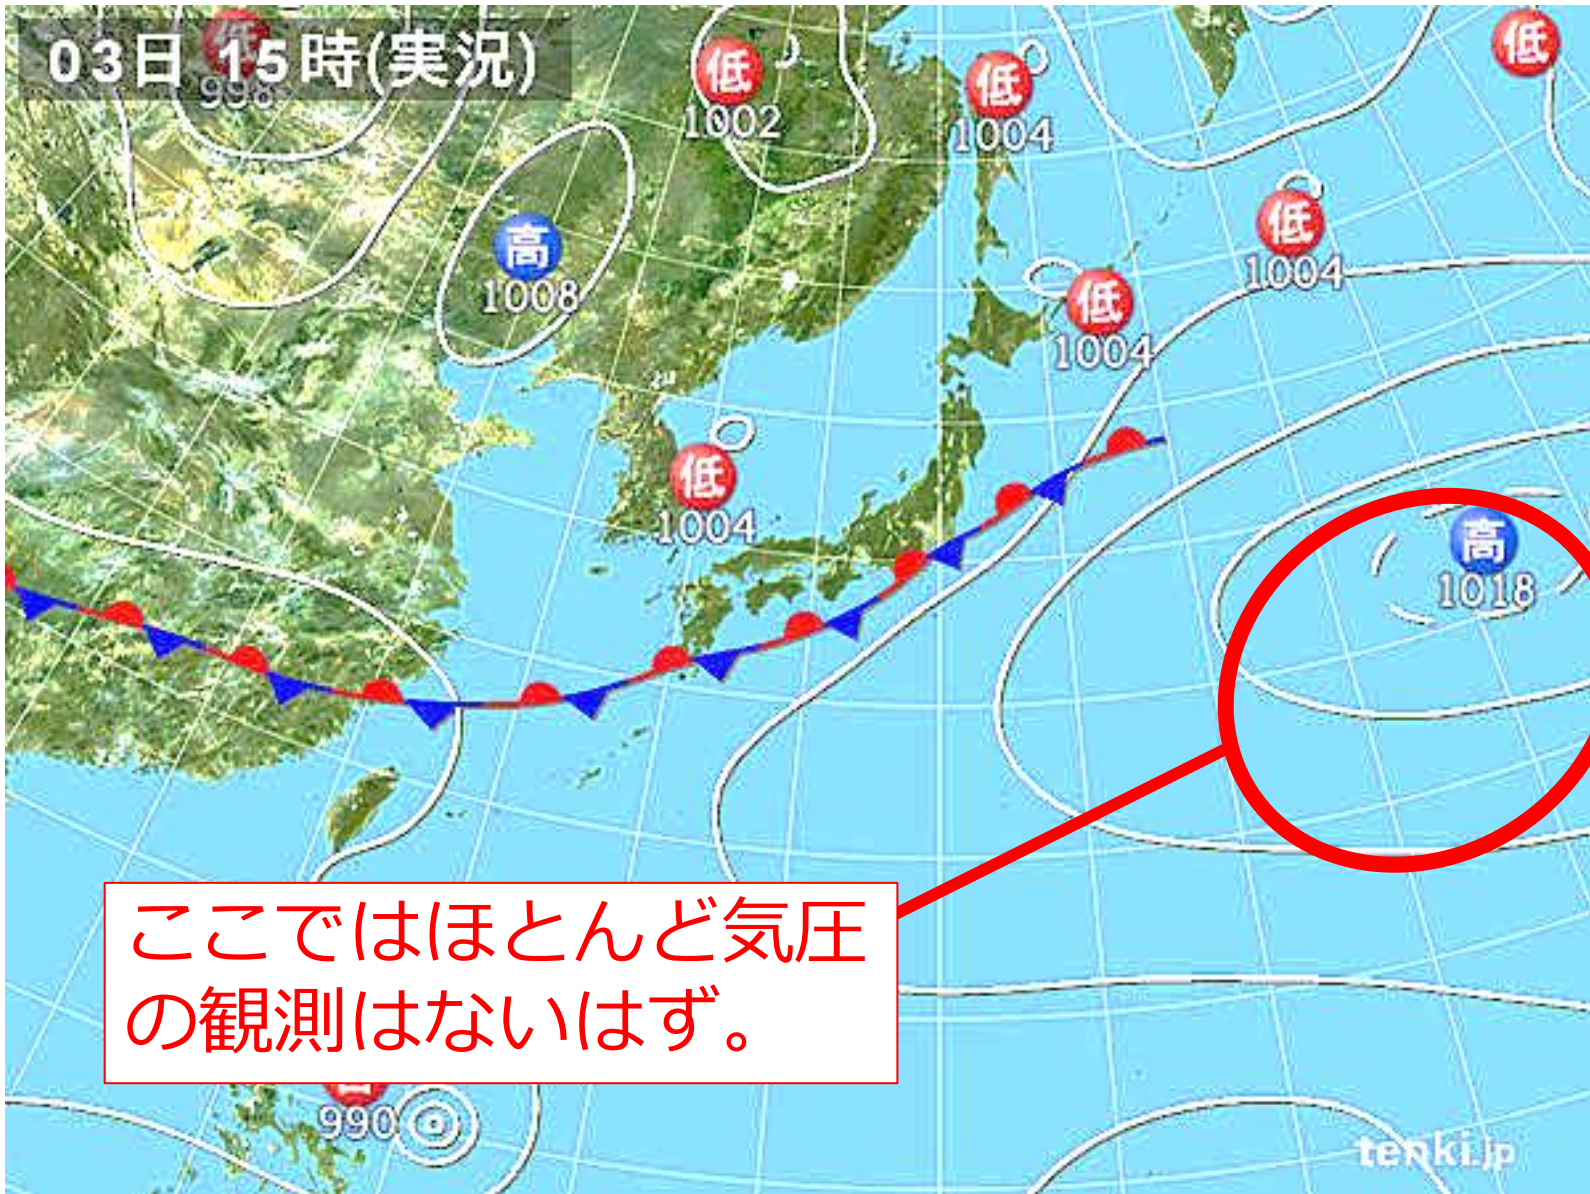 03日 15時(実況)
低
998
低
1002
低
1004
低
低
1004
高
1008
低
1004
低
1004
高
1018
ここではほとんど気圧
の観測はないはず。
990
tenki.jp